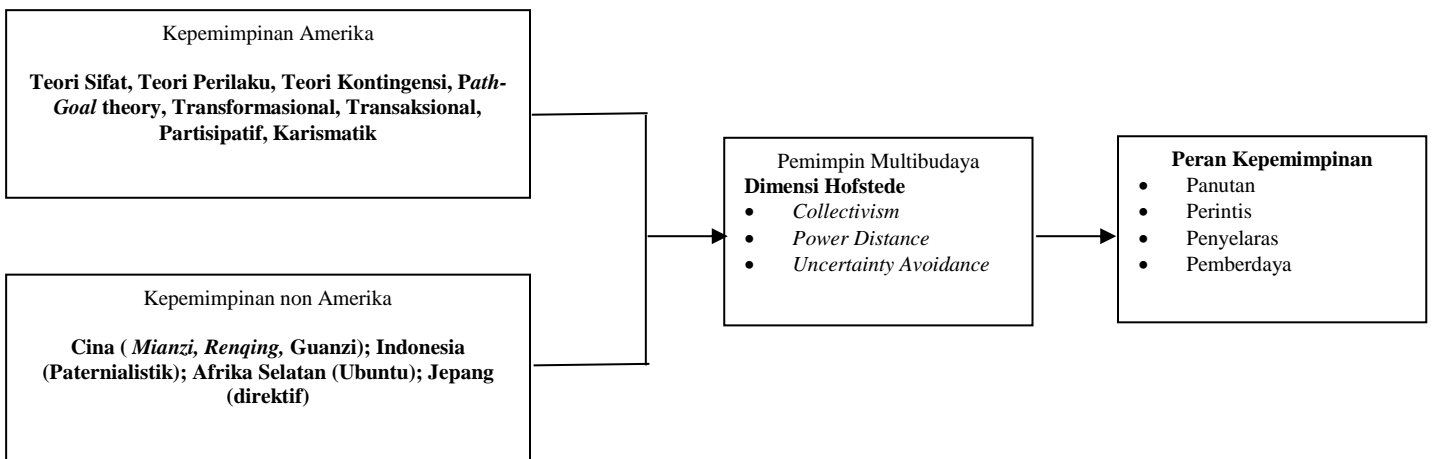 Kepemimpinan Amerika
Teori Sifat, Teori Perilaku, Teori Kontingensi, Path-
Goal theory, Transformasional, Transaksional,
Partisipatif, Karismatik
Kepemimpinan non Amerika
Cina ( Mianzi, Renqing, Guanzi); Indonesia
(Paternialistik); Afrika Selatan (Ubuntu); Jepang
(direktif)
Pemimpin Multibudaya
Dimensi Hofstede
• Collectivism
• Power Distance
• Uncertainty Avoidance
Peran Kepemimpinan
• Panutan
• Perintis
• Penyelaras
• Pemberdaya